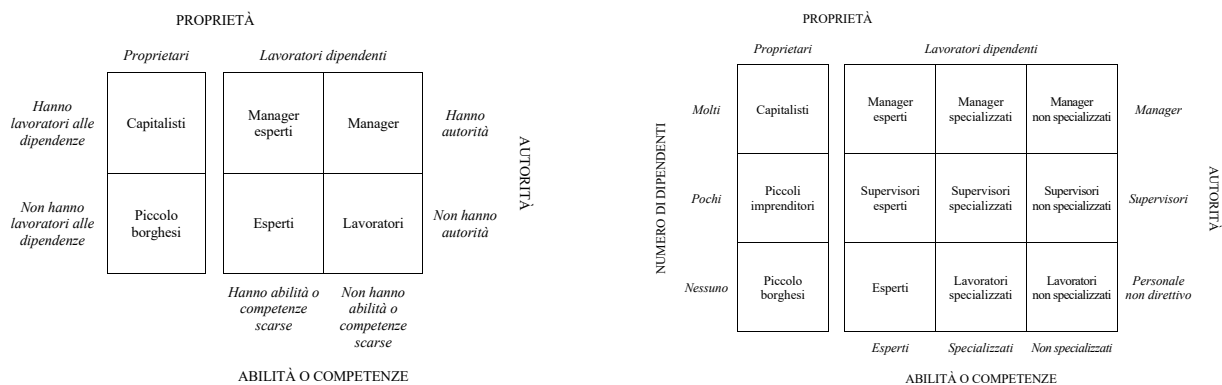 PROPRIETÀ
Proprietari
Lavoratori dipendenti
Hanno
lavoratori alle
dipendenze
Capitalisti
Manager
esperti
Manager
Hanno
autorità
Non hanno
lavoratori alle
dipendenze
Piccolo
borghesi
Esperti
Lavoratori
Non hanno
autorità
AUTORITÀ
Hanno abilità o
competenze
scarse
Non hanno
abilità o
competenze
scarse
ABILITÀ O COMPETENZE
PROPRIETÀ
Proprietari
Lavoratori dipendenti
NUMERO DI DIPENDENTI
Molti
Capitalisti
Manager
esperti
Manager
specializzati
Manager
non specializzati
Manager
Pochi
Piccoli
imprenditori
Supervisori
esperti
Supervisori
specializzati
Supervisori
non specializzati
Supervisori
Nessuno
Piccolo
borghesi
Esperti
Lavoratori
specializzati
Lavoratori
non specializzati
Personale
non direttivo
AUTORITÀ
Esperti
Specializzati
Non specializzati
ABILITÀ O COMPETENZE